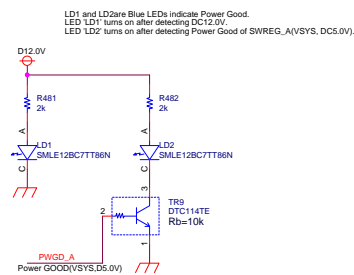 LD1 and LD2are Blue LEDs indicate Power Good.
LED 'LD1' turns on after detecting DC12.0V.
LED 'LD2' turns on after detecting Power Good of SWREG_A(VSYS, DC5.0V).
D12.0V
R481
2k
R482
2k
A
A
LD1
SMLE12BC7TT86N
LD2
SMLE12BC7TT86N
C
C
3
TR9
DTC114TE
Rb=10k
2
1
PWGD_A
Power GOOD(VSYS,D5.0V)